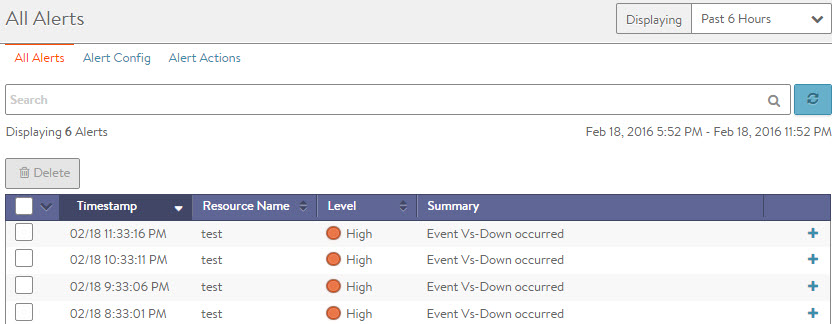 All Alerts
Displaying Past 6 Hours
All Alerts Alert Config Alert Actions
Search
Displaying 6 Alerts Feb 18, 2016 5:52 PM - Feb 18, 2016 11:52 PM
Delete
Timestamp Resource Name Level Summary
02/18 11:33:16 PM test High Event Vs-Down occurred
02/18 10:33:11 PM test High Event Vs-Down occurred
02/18 9:33:06 PM test High Event Vs-Down occurred
02/18 8:33:01 PM test High Event Vs-Down occurred